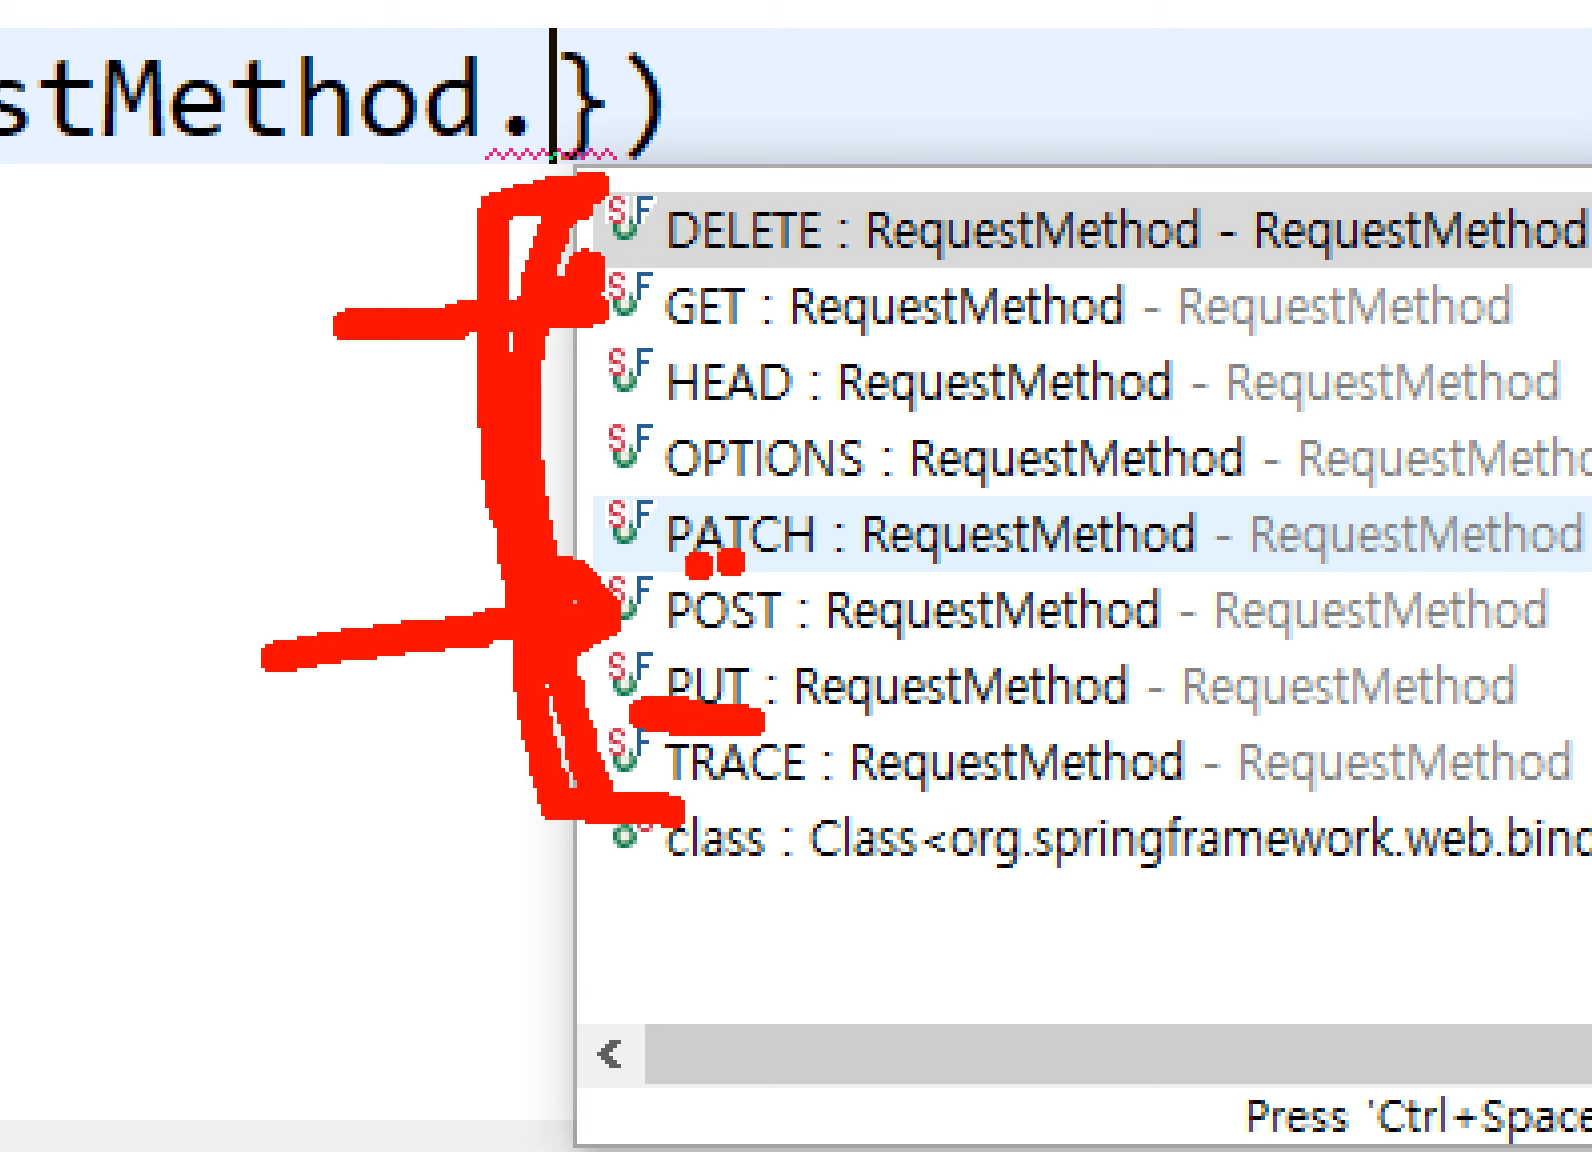 stMethod.})
DELETE : RequestMethod - RequestMethod
GET : RequestMethod - RequestMethod
HEAD : RequestMethod - RequestMethod
OPTIONS : RequestMethod - RequestMetho
PATCH : RequestMethod - RequestMethod
POST : RequestMethod - RequestMethod
PUT : RequestMethod - RequestMethod
TRACE : RequestMethod - RequestMethod
class : Class<org.springframework.web.bind
Press 'Ctrl+Space